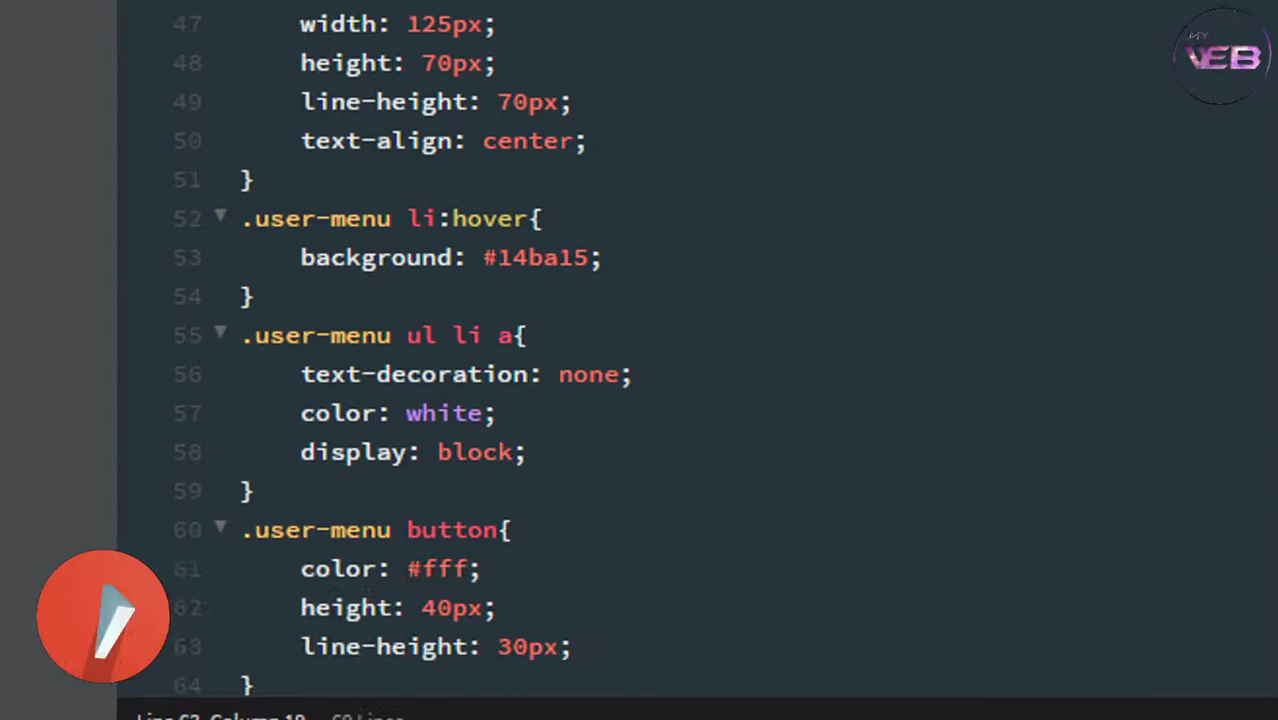 47 width: 125px;
48 height: 70px;
49 line-height: 70px;
50 text-align: center;
51 }
52 .user-menu li:hover{
53 background: #14ba15;
54 }
55 .user-menu ul li a{
56 text-decoration: none;
57 color: white;
58 display: block;
59 }
60 .user-menu button{
61 color: #fff;
62 height: 40px;
63 line-height: 30px;
64 }
MY
VEB